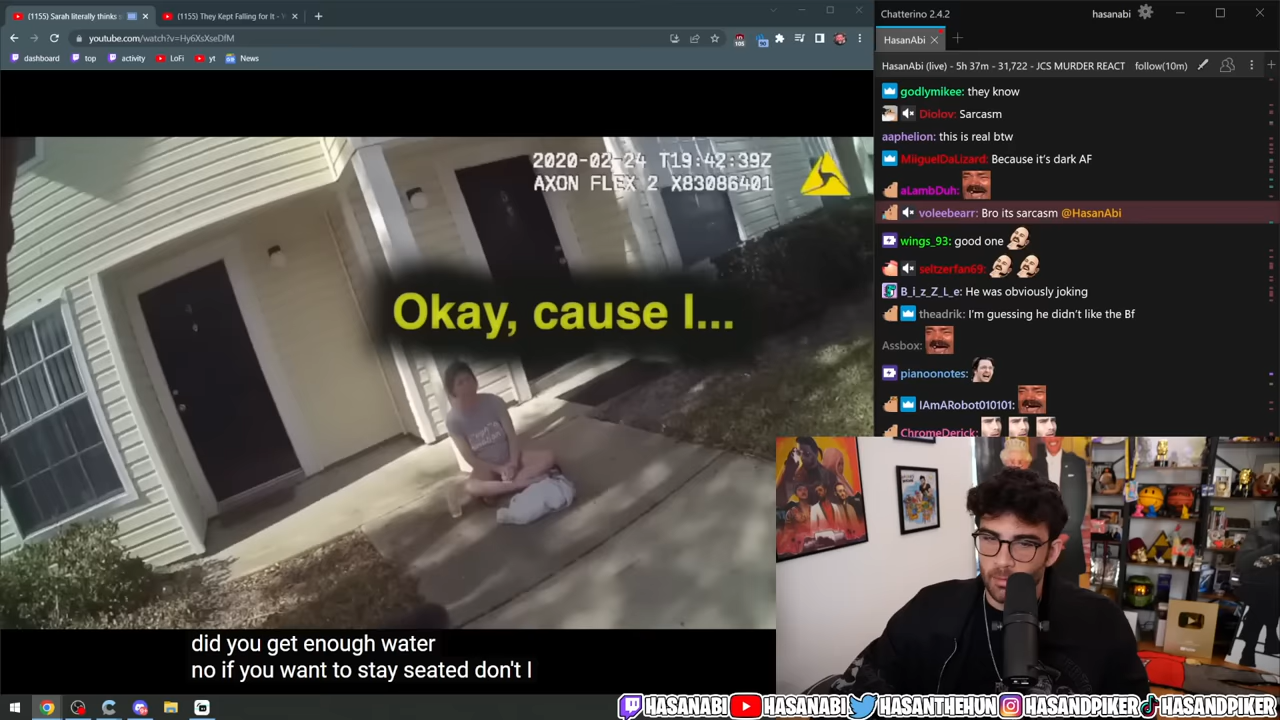 (1155) Sarah literally thinks
(1155) They Kept Falling for It -
youtube.com/watch?v=Hy6XsXseDfM
dashboard
top
activity
LoFi
yt
News
Chatterino 2.4.2
hasanabi
HasanAbi
HasanAbi (live) - 5h 37m - 31,722 - JCS MURDER REACT
follow(10m)
godlymikee: they know
Diolov: Sarcasm
aaphelion: this is real btw
MiiguelDaLizard: Because it's dark AF
aLambDuh:
voleebearr: Bro its sarcasm @HasanAbi
wings_93: good one
seltzerfan69:
B_i_z_Z_L_e: He was obviously joking
theadrik: I'm guessing he didn't like the Bf
Assbox:
pianoonotes:
IAmARobot010101:
ChromeDerick:
2020-02-24 T19:42:39Z
AXON FLEX 2 X83086401
Okay, cause I...
did you get enough water
no if you want to stay seated don't I
HASANABI
HASANABI
HASANTHEHUN
HASANDPIKER
HASANDPIKER